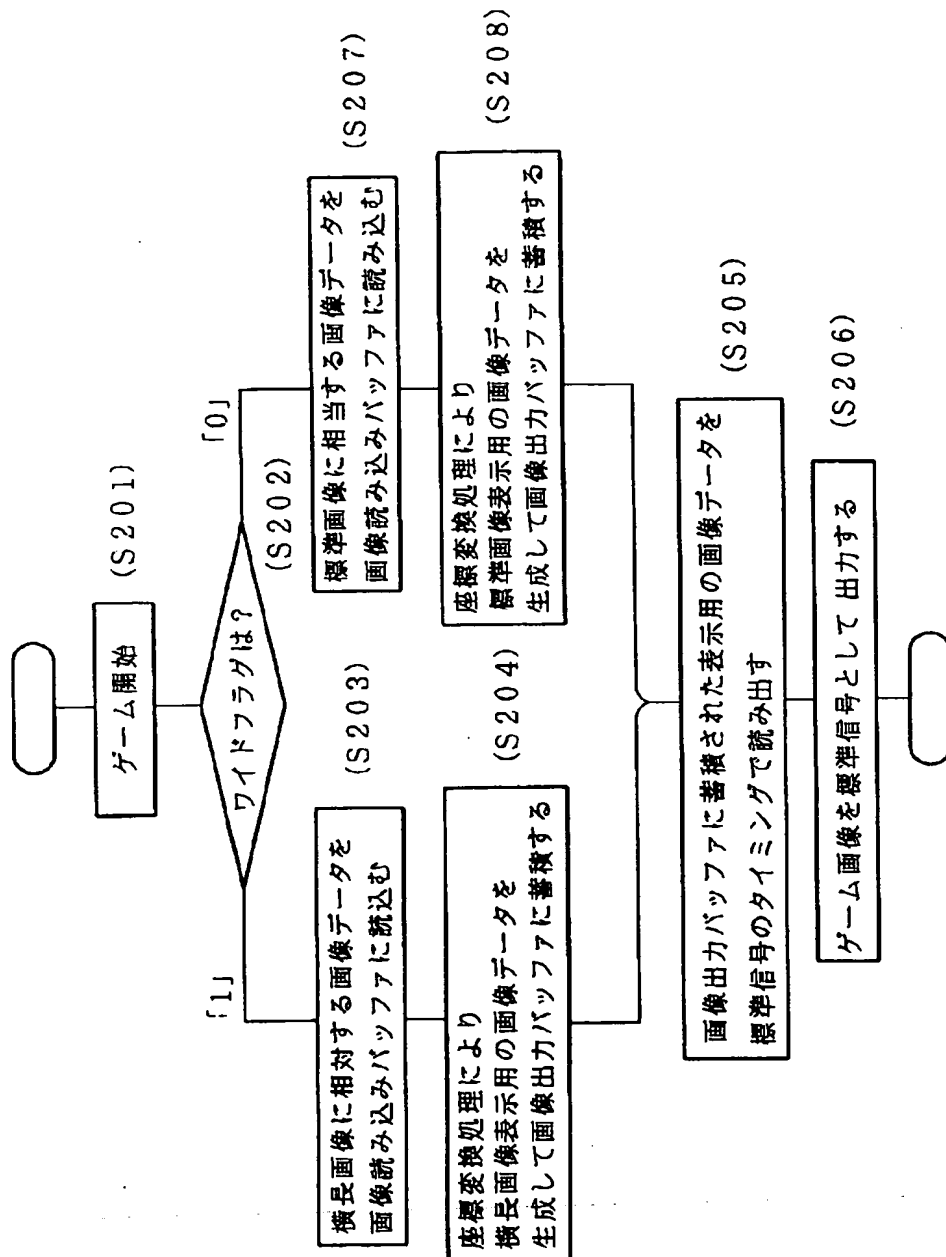 ゲーム開始
(S201)
ワイドフラグは?
(S202)
「1」
「0」
横長画像に相対する画像データを
画像読み込みバッファに読込む
(S203)
座標変換処理により
横長画像表示用の画像データを
生成して画像出力バッファに蓄積する
(S204)
標準画像に相当する画像データを
画像読み込みバッファに読み込む
(S207)
座標変換処理により
標準画像表示用の画像データを
生成して画像出力バッファに蓄積する
(S208)
画像出力バッファに蓄積された表示用の画像データを
標準信号のタイミングで読み出す
(S205)
ゲーム画像を標準信号として 出力する
(S206)